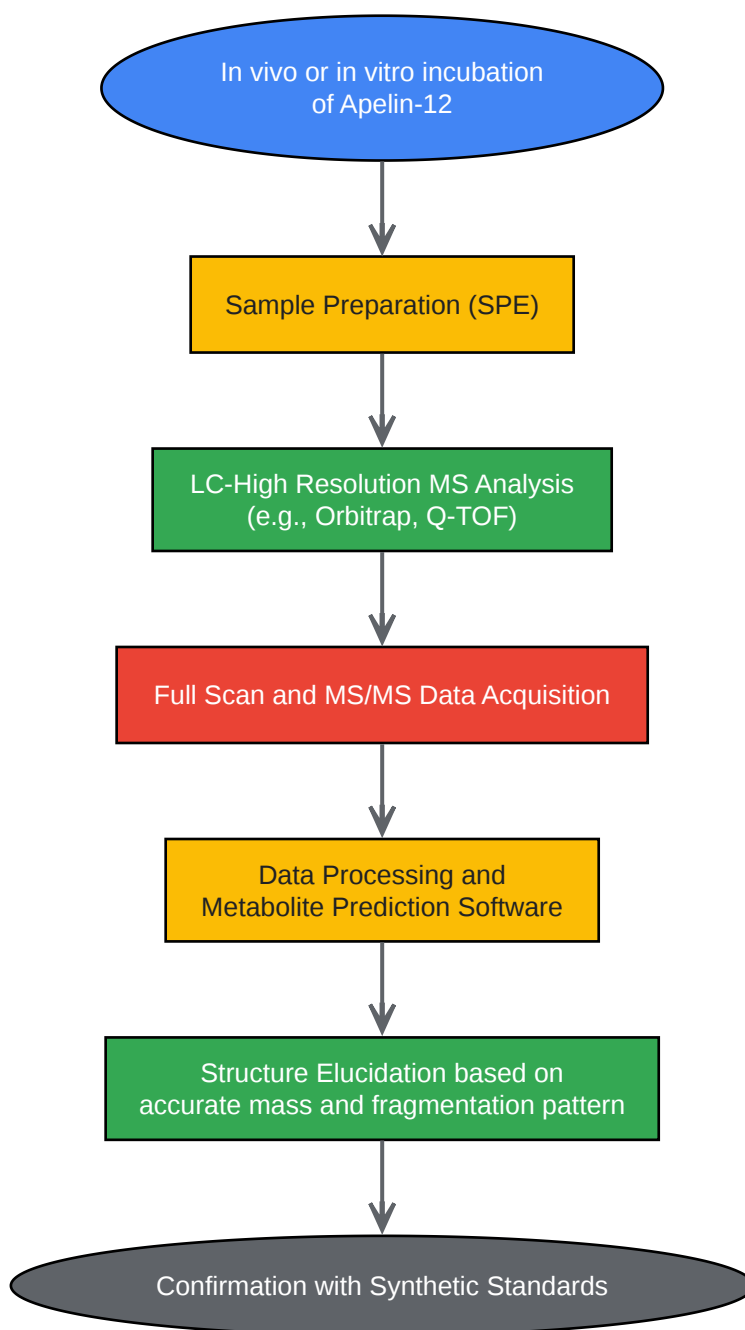 In vivo or in vitro incubation
of Apelin-12
Sample Preparation (SPE)
LC-High Resolution MS Analysis
(e.g., Orbitrap, Q-TOF)
Full Scan and MS/MS Data Acquisition
Data Processing and
Metabolite Prediction Software
Structure Elucidation based on
accurate mass and fragmentation pattern
Confirmation with Synthetic Standards